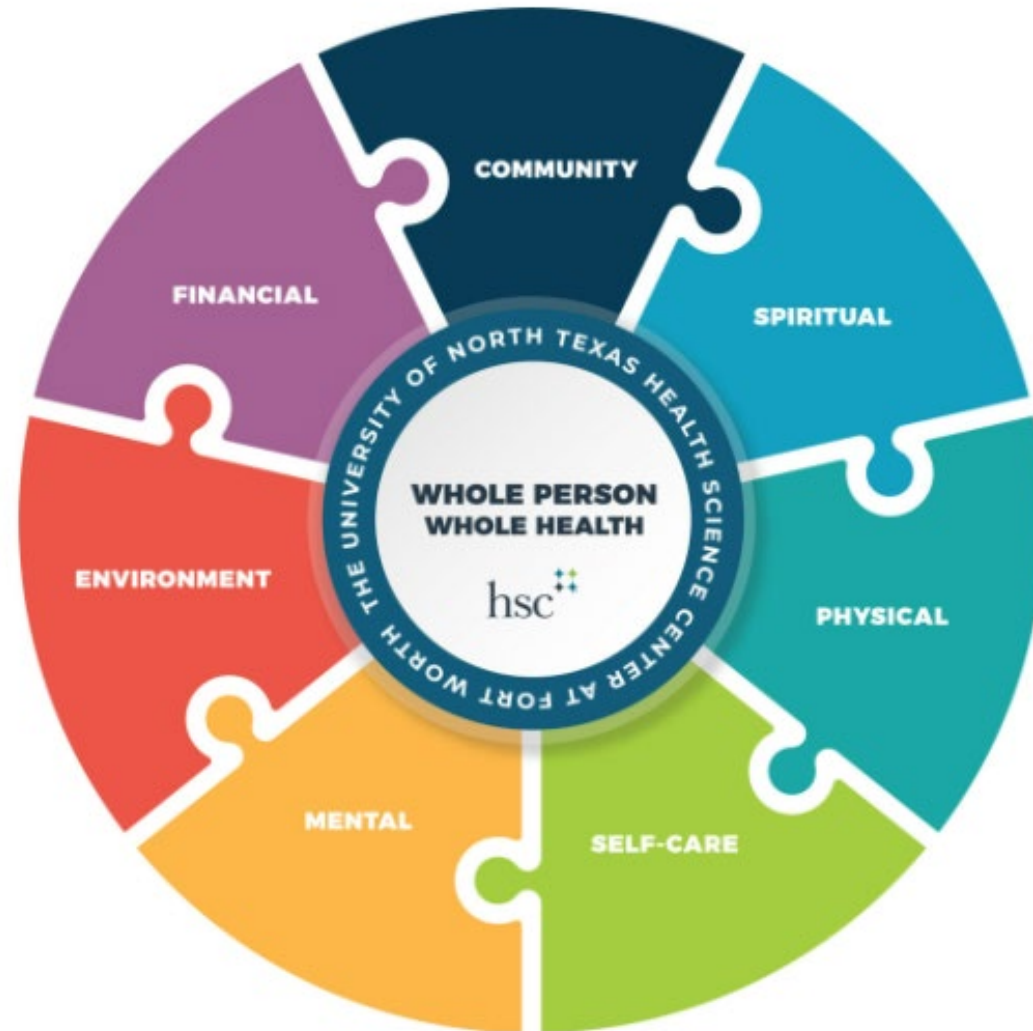 COMMUNITY
SPIRITUAL
PHYSICAL
SELF-CARE
MENTAL
ENVIRONMENT
FINANCIAL
THE UNIVERSITY OF NORTH TEXAS HEALTH SCIENCE CENTER AT FORT WORTH
WHOLE PERSON
WHOLE HEALTH
hsc